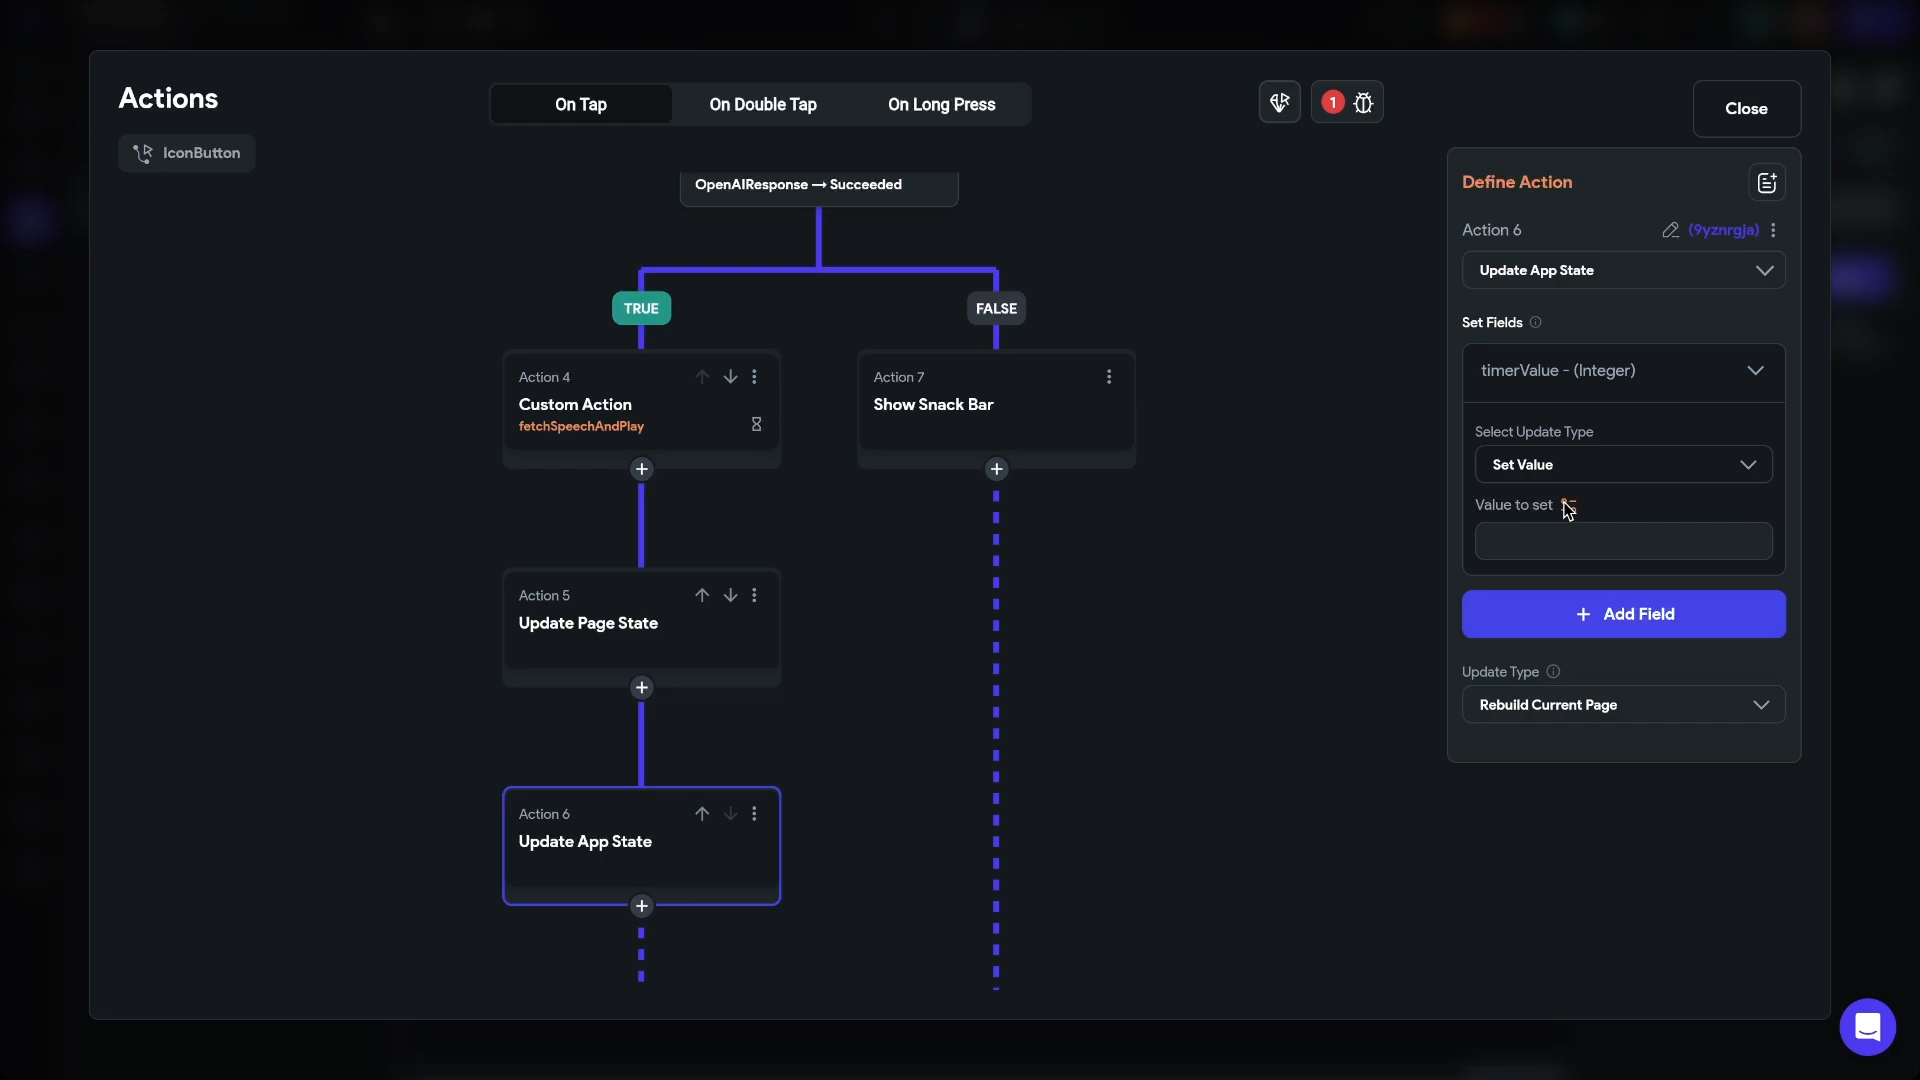 Actions
On Tap
On Double Tap
On Long Press
1
Close
IconButton
OpenAIResponse → Succeeded
TRUE
FALSE
Action 4
Custom Action
fetchSpeechAndPlay
Action 7
Show Snack Bar
Action 5
Update Page State
Action 6
Update App State
Define Action
Action 6
(9yznrgja)
Update App State
Set Fields
timerValue - (Integer)
Select Update Type
Set Value
Value to set
+ Add Field
Update Type
Rebuild Current Page